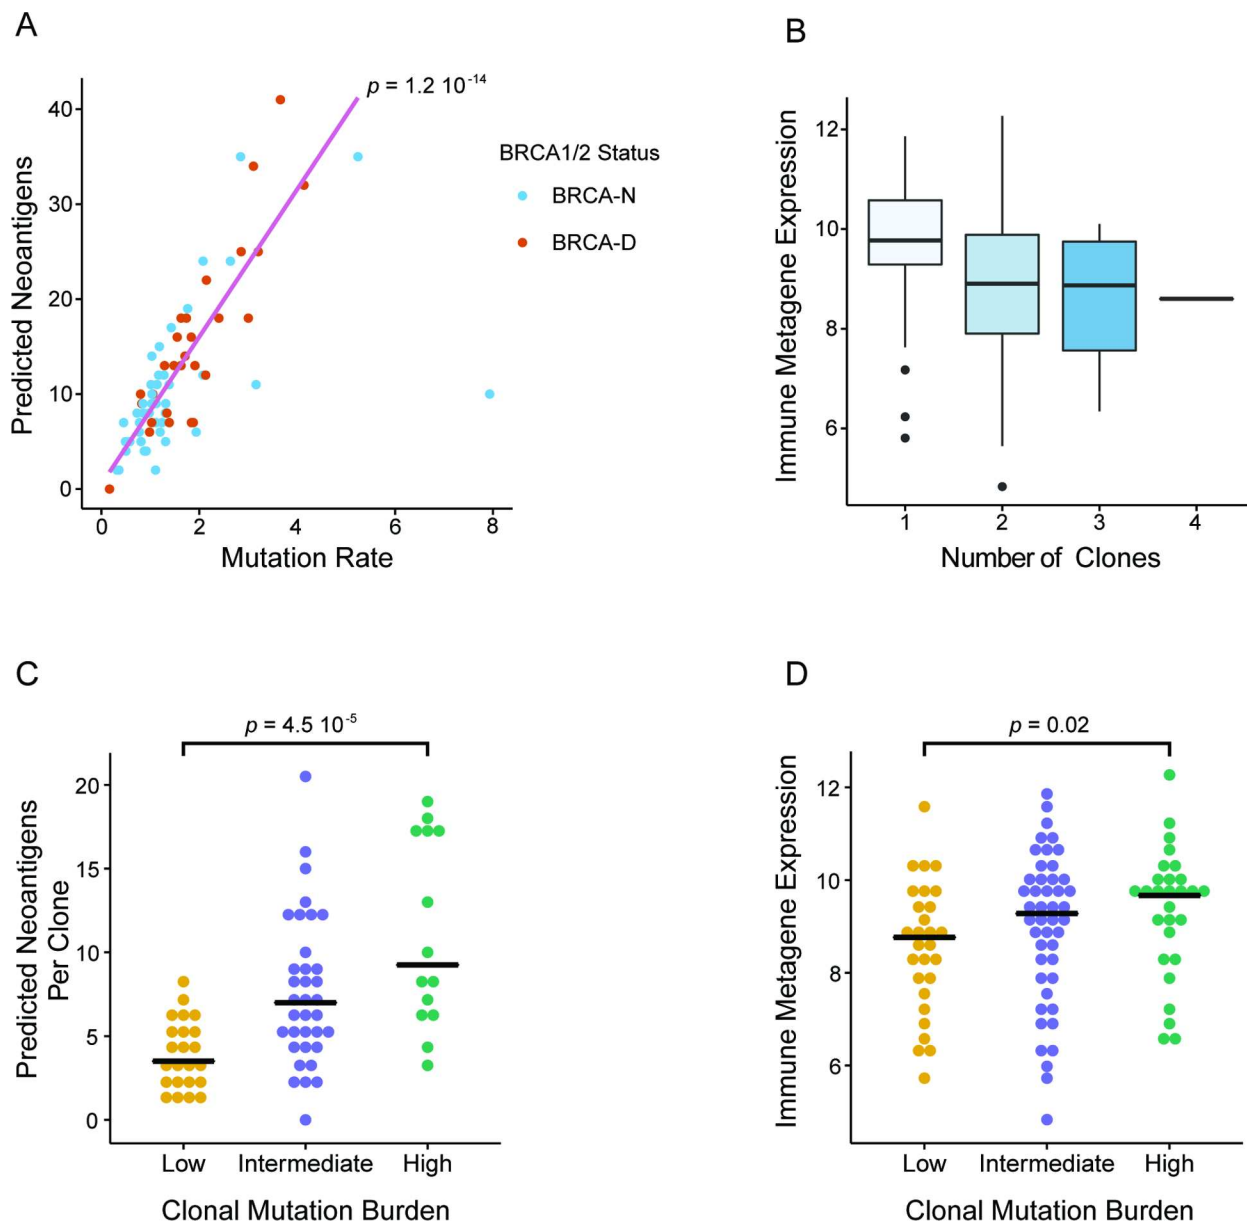 A
p = 1.2 10⁻¹⁴
Predicted Neoantigens
40
30
20
10
0
0 2 4 6 8
Mutation Rate
BRCA1/2 Status
BRCA-N
BRCA-D
B
Immune Metagene Expression
12
10
8
6
1 2 3 4
Number of Clones
C
p = 4.5 10⁻⁵
Predicted Neoantigens
Per Clone
20
15
10
5
0
Low Intermediate High
Clonal Mutation Burden
D
p = 0.02
Immune Metagene Expression
12
10
8
6
Low Intermediate High
Clonal Mutation Burden